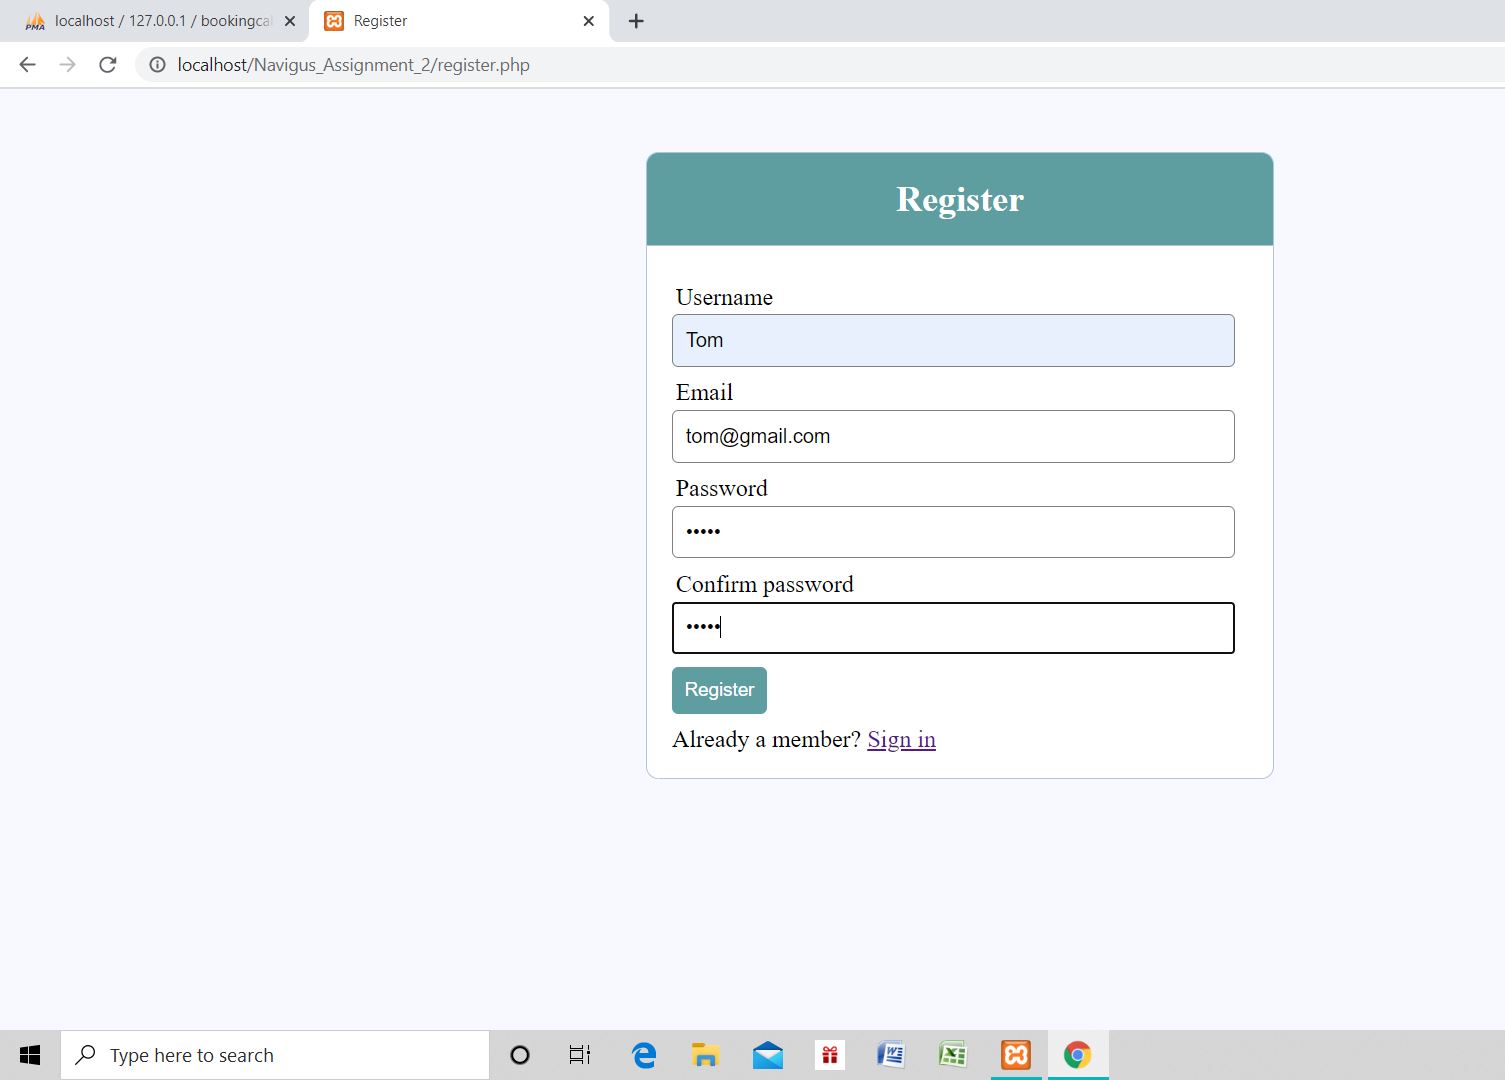 localhost / 127.0.0.1 / bookingcal
Register
localhost/Navigus_Assignment_2/register.php
Register
Username
Tom
Email
tom@gmail.com
Password
•••••
Confirm password
•••••
Register
Already a member? Sign in
Type here to search